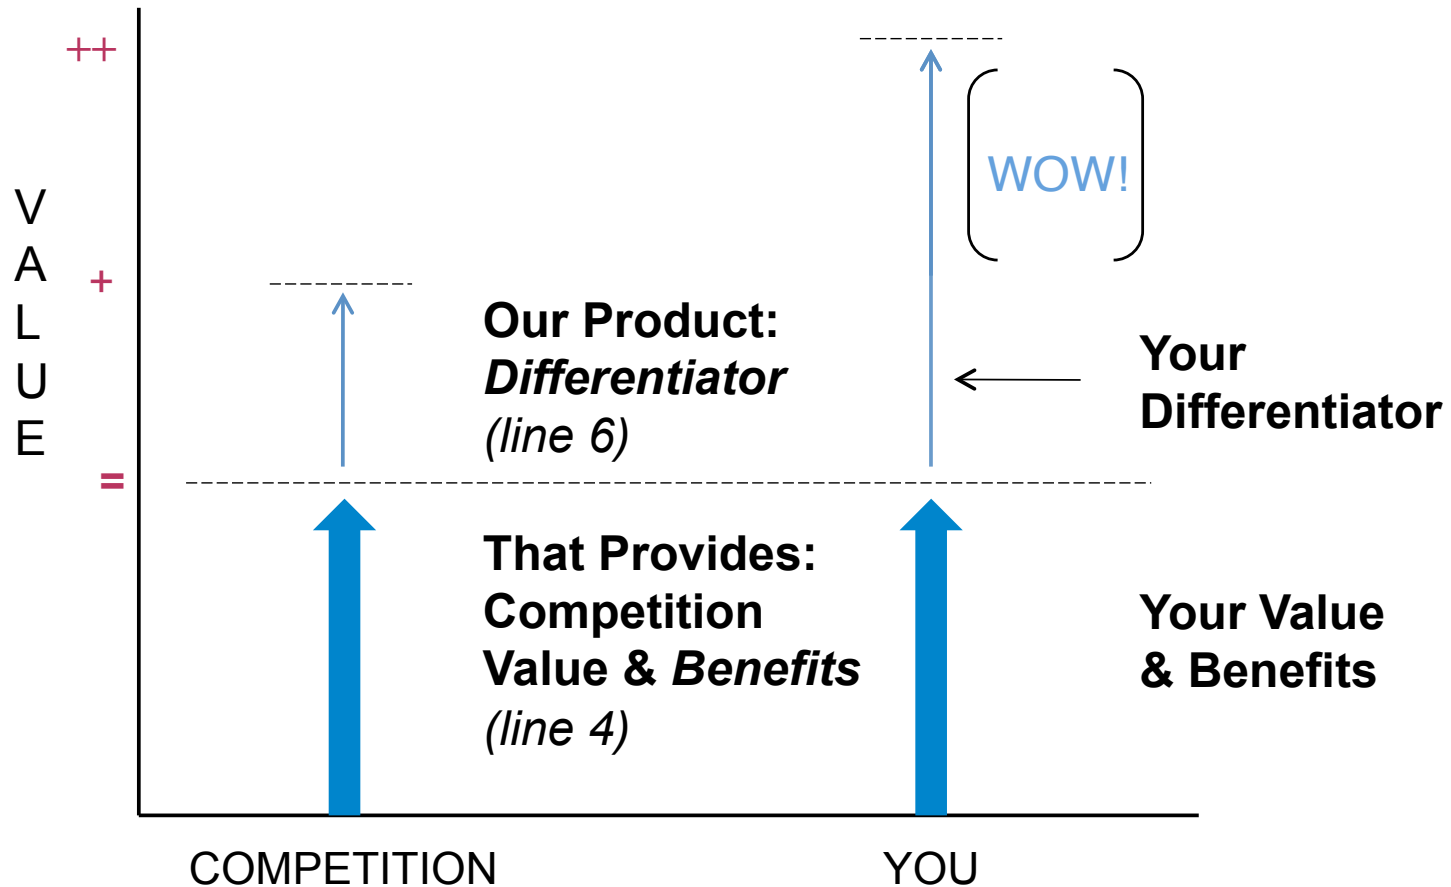 ++
WOW!
V
A
L
U
E
+
=
Our Product:
Differentiator
(line 6)
Your
Differentiator
That Provides:
Competition
Value & Benefits
(line 4)
Your Value
& Benefits
COMPETITION
YOU